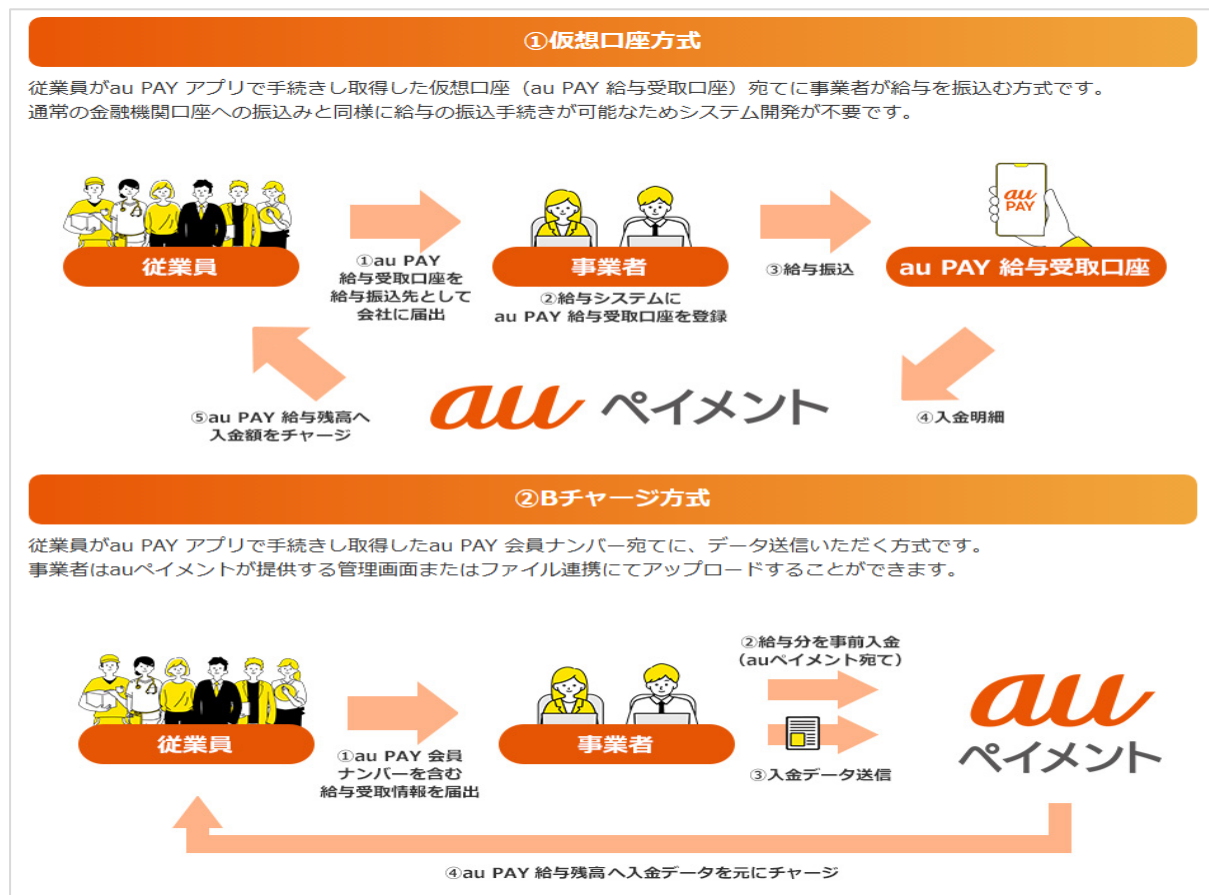 ①仮想口座方式
従業員がau PAY アプリで手続きし取得した仮想口座（au PAY 給与受取口座）宛てに事業者が給与を振込む方式です。
通常の金融機関口座への振込みと同様に給与の振込手続きが可能なためシステム開発が不要です。
au
PAY
従業員
①au PAY
給与受取口座を
給与振込先として
会社に届出
事業者
②給与システムに
au PAY 給与受取口座を登録
③給与振込
au PAY 給与受取口座
④入金明細
au ペイメント
⑤au PAY 給与残高へ
入金額をチャージ
②Bチャージ方式
従業員がau PAY アプリで手続きし取得したau PAY 会員ナンバー宛てに、データ送信いただく方式です。
事業者はauペイメントが提供する管理画面またはファイル連携にてアップロードすることができます。
従業員
①au PAY 会員
ナンバーを含む
給与受取情報を届出
事業者
②給与分を事前入金
（auペイメント宛て）
③入金データ送信
au
ペイメント
④au PAY 給与残高へ入金データを元にチャージ